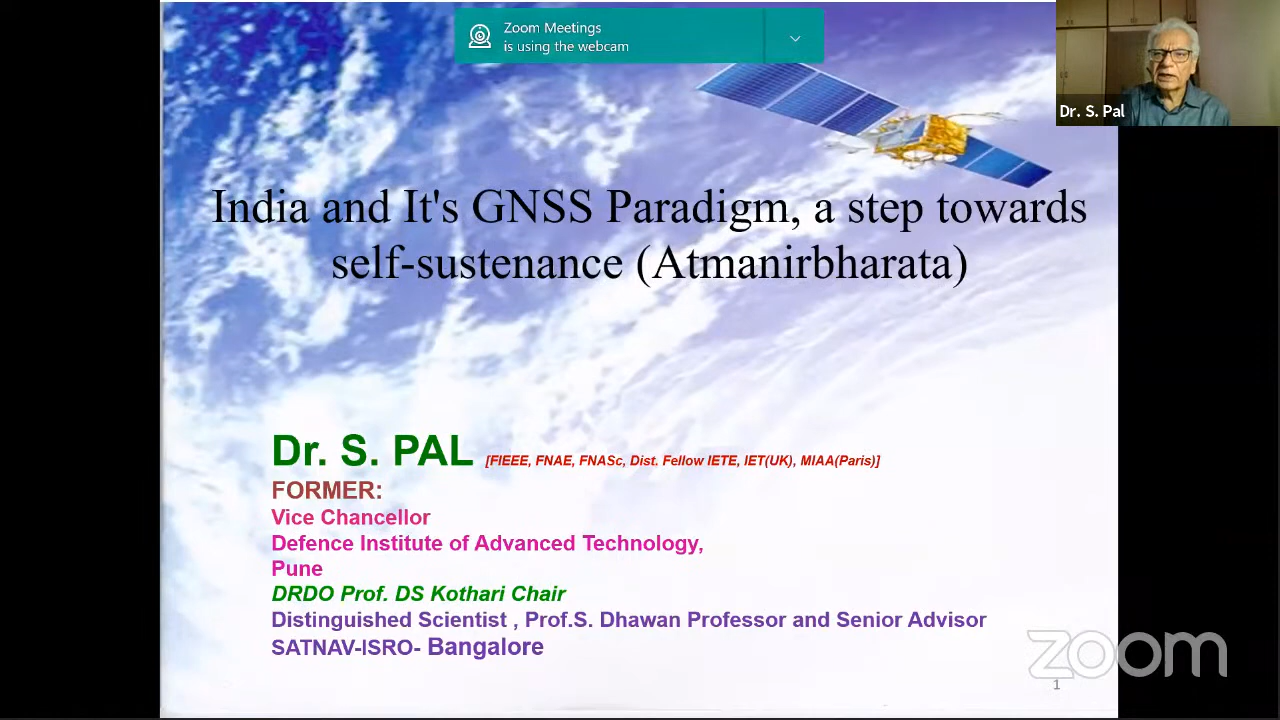 Zoom Meetings
is using the webcam
Dr. S. Pal
India and It's GNSS Paradigm, a step towards
self-sustenance (Atmanirbharata)
Dr. S. PAL [FIEEE, FNAE, FNASc, Dist. Fellow IETE, IET(UK), MIAA(Paris)]
FORMER:
Vice Chancellor
Defence Institute of Advanced Technology,
Pune
DRDO Prof. DS Kothari Chair
Distinguished Scientist , Prof.S. Dhawan Professor and Senior Advisor
SATNAV-ISRO- Bangalore
zoom
1